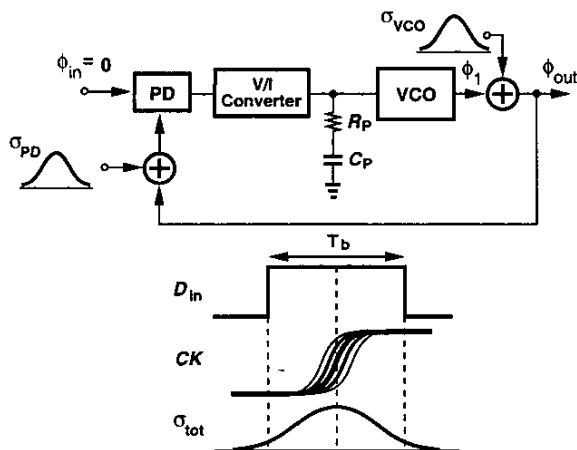 σVCO
ϕin = 0
PD
V/I
Converter
VCO
ϕ1
ϕout
RP
CP
σPD
Tb
Din
CK
σtot